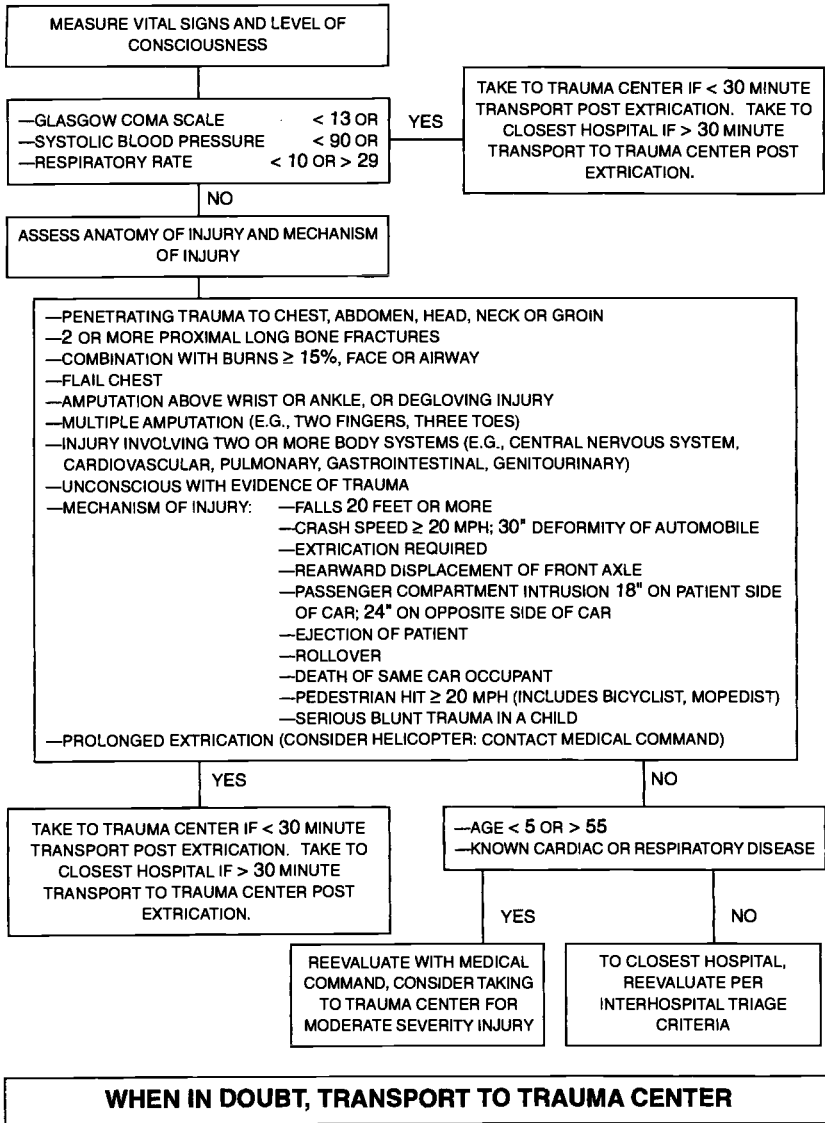 MEASURE VITAL SIGNS AND LEVEL OF
CONSCIOUSNESS
—GLASGOW COMA SCALE < 13 OR
—SYSTOLIC BLOOD PRESSURE < 90 OR
—RESPIRATORY RATE < 10 OR > 29
YES
TAKE TO TRAUMA CENTER IF < 30 MINUTE
TRANSPORT POST EXTRICATION. TAKE TO
CLOSEST HOSPITAL IF > 30 MINUTE
TRANSPORT TO TRAUMA CENTER POST
EXTRICATION.
NO
ASSESS ANATOMY OF INJURY AND MECHANISM
OF INJURY
—PENETRATING TRAUMA TO CHEST, ABDOMEN, HEAD, NECK OR GROIN
—2 OR MORE PROXIMAL LONG BONE FRACTURES
—COMBINATION WITH BURNS ≥ 15%, FACE OR AIRWAY
—FLAIL CHEST
—AMPUTATION ABOVE WRIST OR ANKLE, OR DEGLOVING INJURY
—MULTIPLE AMPUTATION (E.G., TWO FINGERS, THREE TOES)
—INJURY INVOLVING TWO OR MORE BODY SYSTEMS (E.G., CENTRAL NERVOUS SYSTEM,
CARDIOVASCULAR, PULMONARY, GASTROINTESTINAL, GENITOURINARY)
—UNCONSCIOUS WITH EVIDENCE OF TRAUMA
—MECHANISM OF INJURY: —FALLS 20 FEET OR MORE
—CRASH SPEED ≥ 20 MPH; 30" DEFORMITY OF AUTOMOBILE
—EXTRICATION REQUIRED
—REARWARD DISPLACEMENT OF FRONT AXLE
—PASSENGER COMPARTMENT INTRUSION 18" ON PATIENT SIDE
OF CAR; 24" ON OPPOSITE SIDE OF CAR
—EJECTION OF PATIENT
—ROLLOVER
—DEATH OF SAME CAR OCCUPANT
—PEDESTRIAN HIT ≥ 20 MPH (INCLUDES BICYCLIST, MOPEDIST)
—SERIOUS BLUNT TRAUMA IN A CHILD
—PROLONGED EXTRICATION (CONSIDER HELICOPTER: CONTACT MEDICAL COMMAND)
YES
NO
TAKE TO TRAUMA CENTER IF < 30 MINUTE
TRANSPORT POST EXTRICATION. TAKE TO
CLOSEST HOSPITAL IF > 30 MINUTE
TRANSPORT TO TRAUMA CENTER POST
EXTRICATION.
—AGE < 5 OR > 55
—KNOWN CARDIAC OR RESPIRATORY DISEASE
YES
NO
REEVALUATE WITH MEDICAL
COMMAND, CONSIDER TAKING
TO TRAUMA CENTER FOR
MODERATE SEVERITY INJURY
TO CLOSEST HOSPITAL,
REEVALUATE PER
INTERHOSPITAL TRIAGE
CRITERIA
WHEN IN DOUBT, TRANSPORT TO TRAUMA CENTER